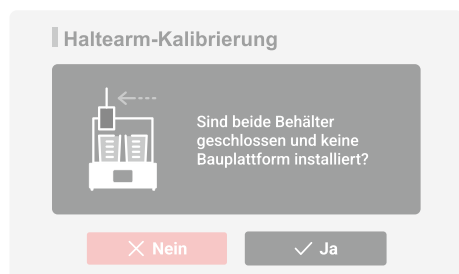 Haltearm-Kalibrierung
Sind beide Behälter
geschlossen und keine
Bauplattform installiert?
Nein
Ja